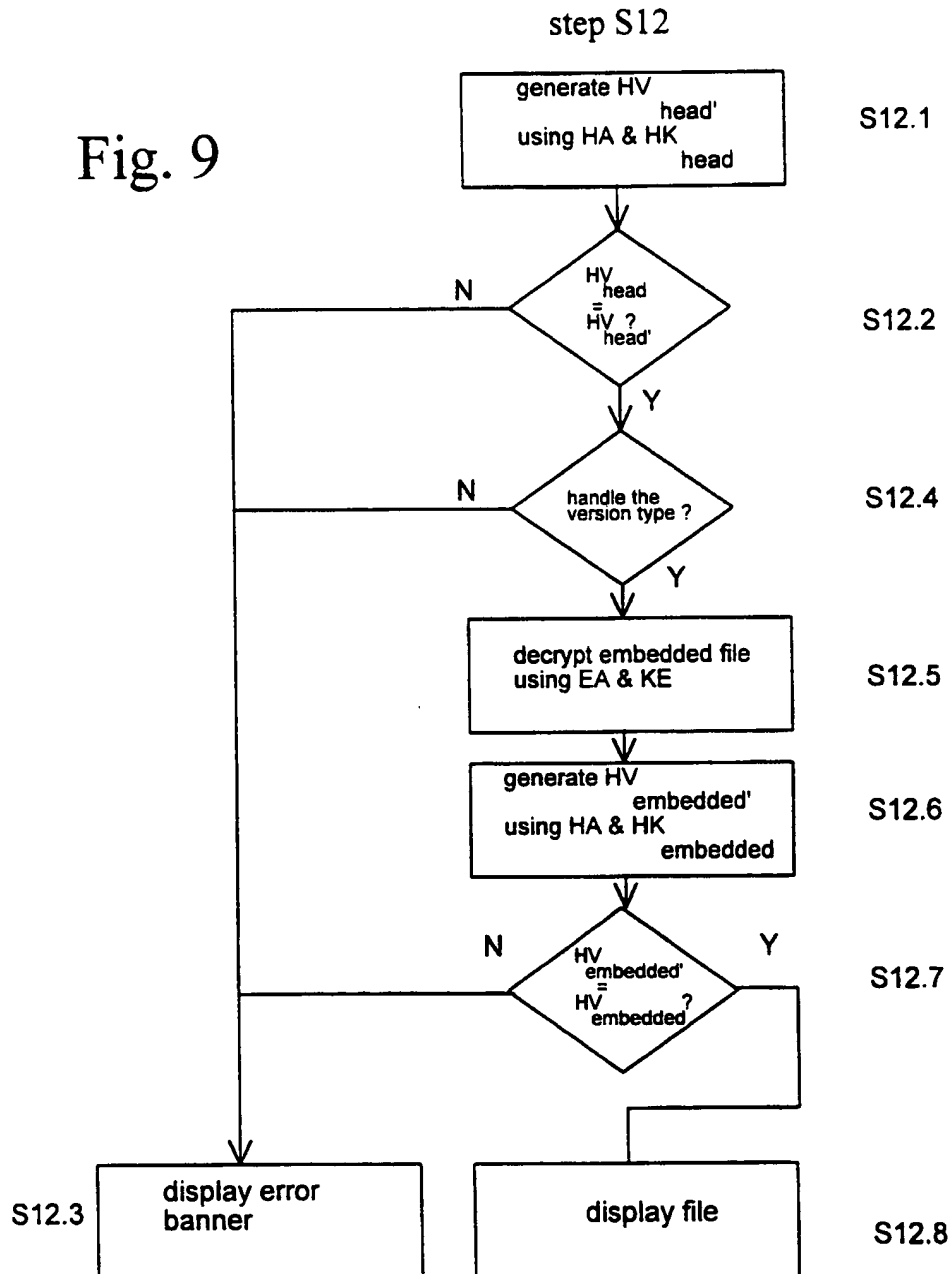 step S12
Fig. 9
generate HV
head'
using HA & HK
head
S12.1
HV
head
=
HV ?
head'
N
S12.2
Y
handle the
version type ?
N
S12.4
Y
decrypt embedded file
using EA & KE
S12.5
generate HV
embedded'
using HA & HK
embedded
S12.6
N
HV
embedded'
=
HV ?
embedded
Y
S12.7
S12.3
display error
banner
display file
S12.8